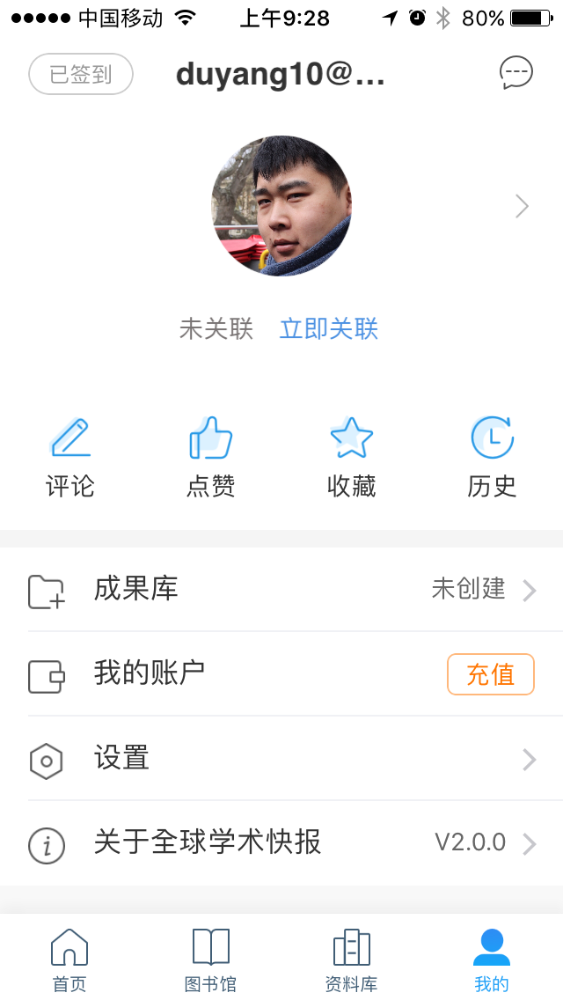 中国移动 上午9:28 80%
已签到 duyang10@...
未关联 立即关联
评论 点赞 收藏 历史
成果库 未创建
我的账户 充值
设置
关于全球学术快报 V2.0.0
首页 图书馆 资料库 我的